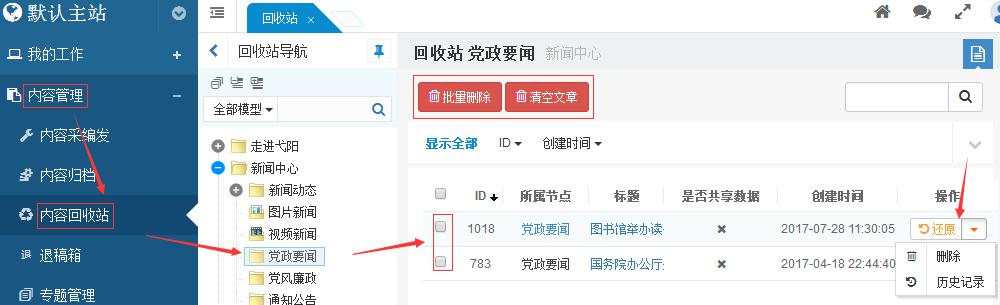 默认主站
我的工作
内容管理
内容采编发
内容归档
内容回收站
退稿箱
专题管理
回收站 ×
回收站导航
全部模型
走进弋阳
新闻中心
新闻动态
图片新闻
视频新闻
党政要闻
党风廉政
通知公告
回收站 党政要闻 新闻中心
批量删除 清空文章
显示全部 ID 创建时间
ID 所属节点 标题 是否共享数据 创建时间 操作
1018 党政要闻 图书馆举办读 2017-07-28 11:30:05 还原
783 党政要闻 国务院办公厅 2017-04-18 22:44:40
删除
历史记录